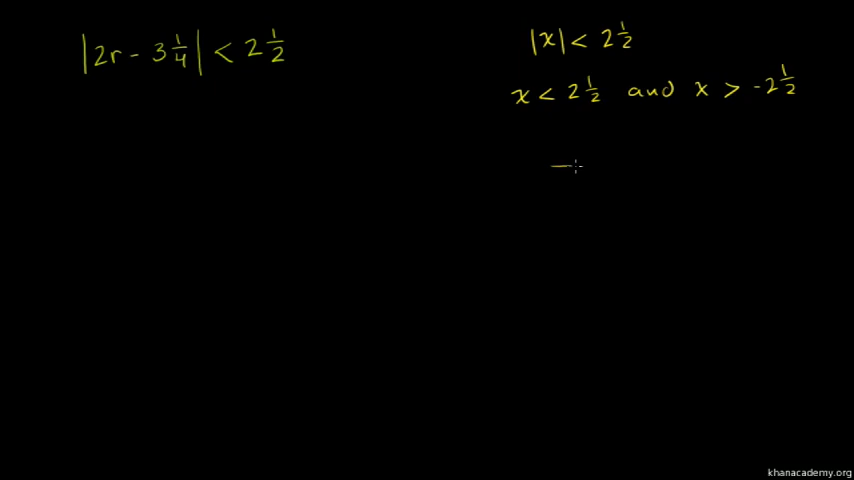 |2r - 3 1/4| < 2 1/2
|x| < 2 1/2
x < 2 1/2 and x > -2 1/2
khanacademy.org